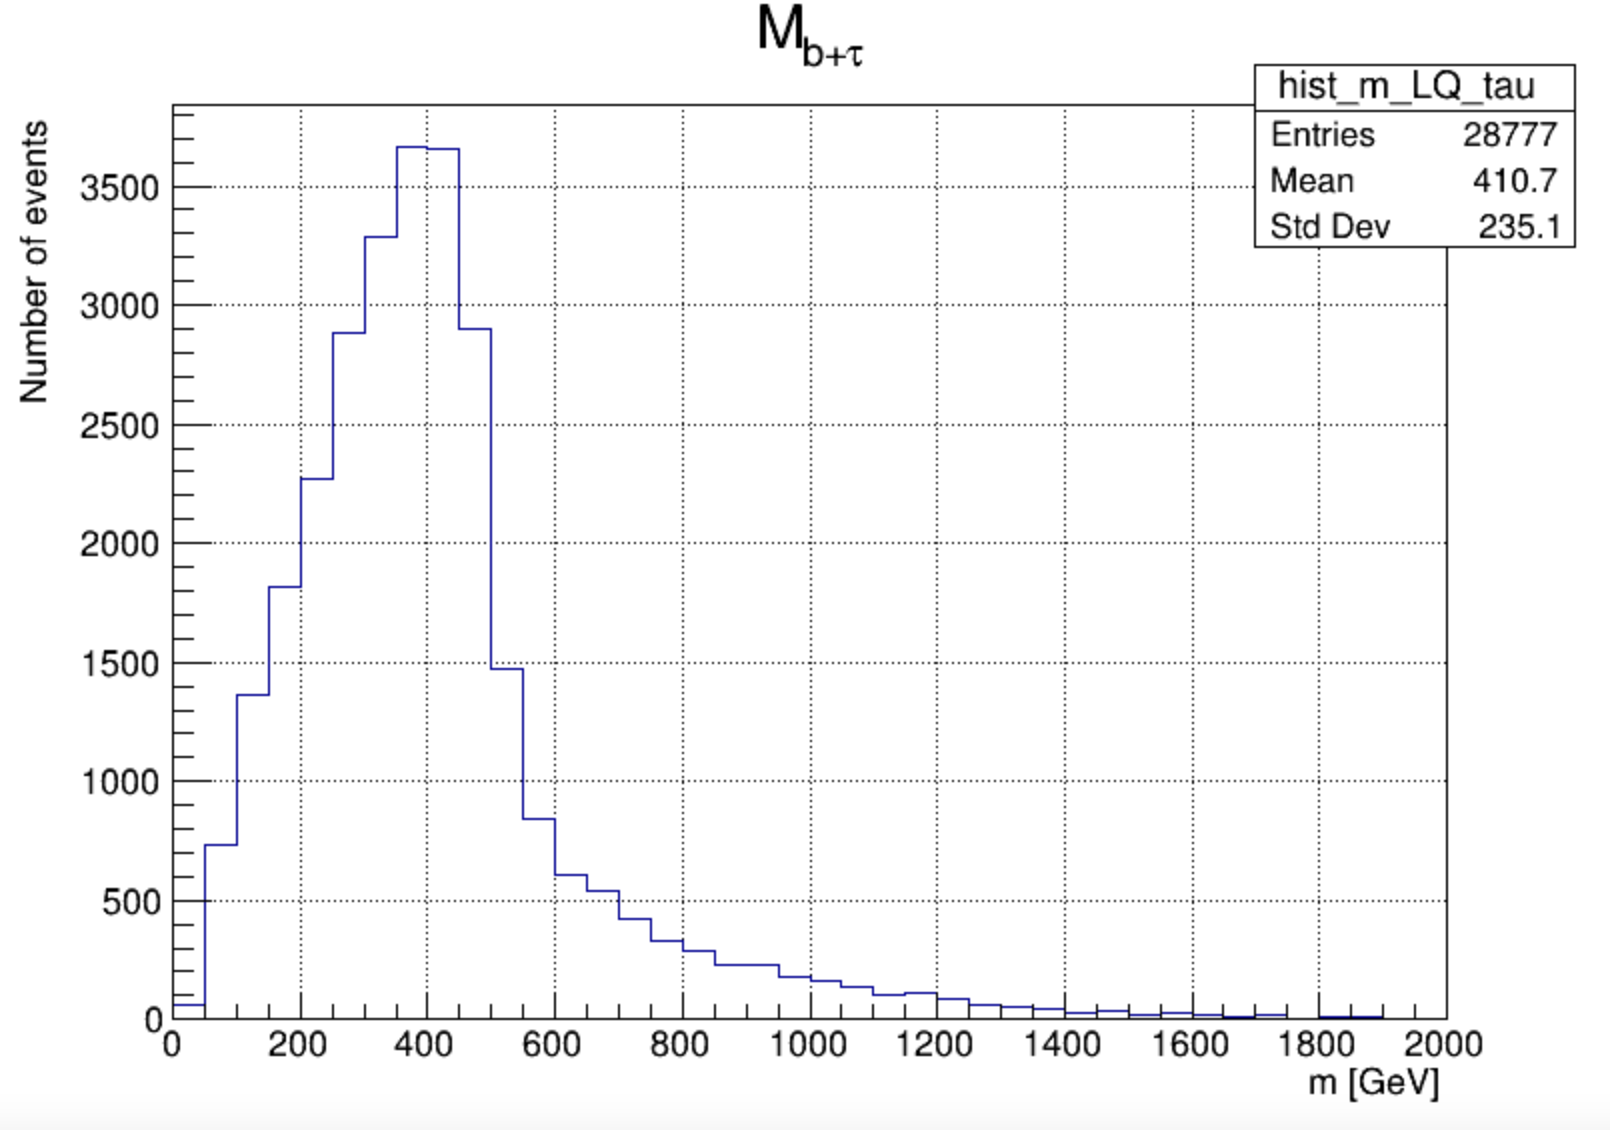 M_b+τ
hist_m_LQ_tau
Entries 28777
Mean 410.7
Std Dev 235.1
Number of events
3500
3000
2500
2000
1500
1000
500
0
0 200 400 600 800 1000 1200 1400 1600 1800 2000
m [GeV]